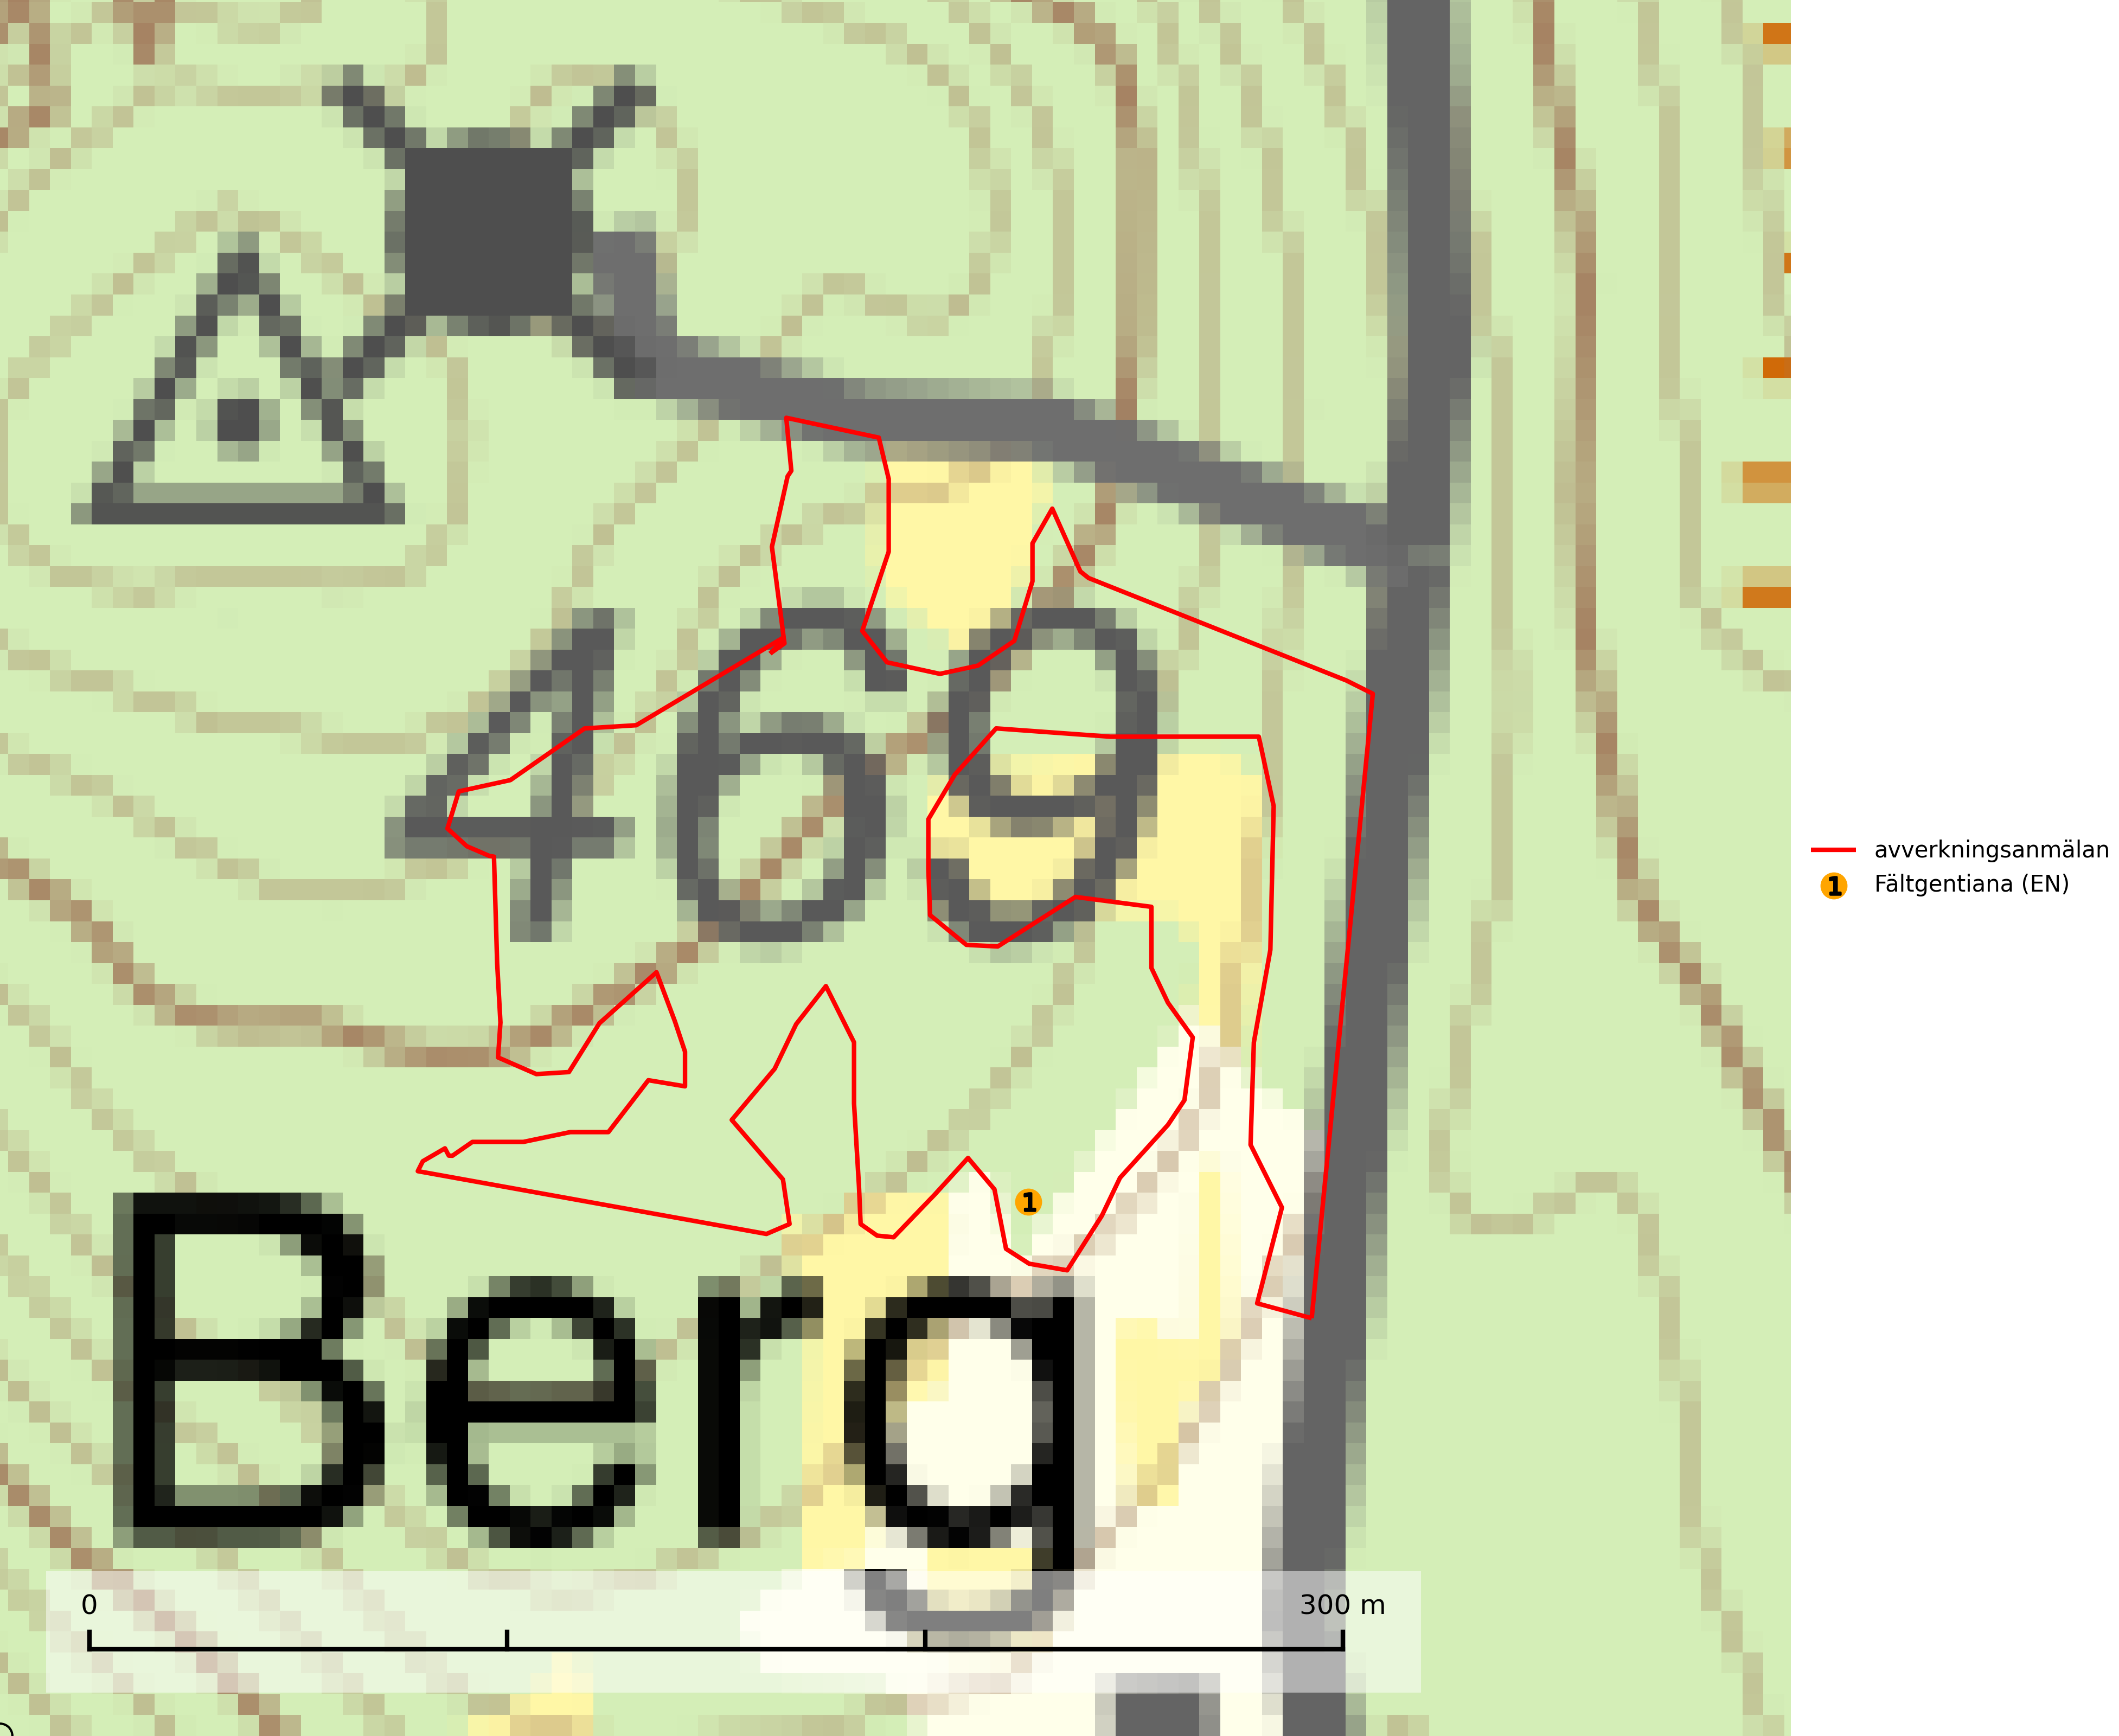 469
1
Berg
0
300 m
avverkningsanmälan
1 Fältgentiana (EN)